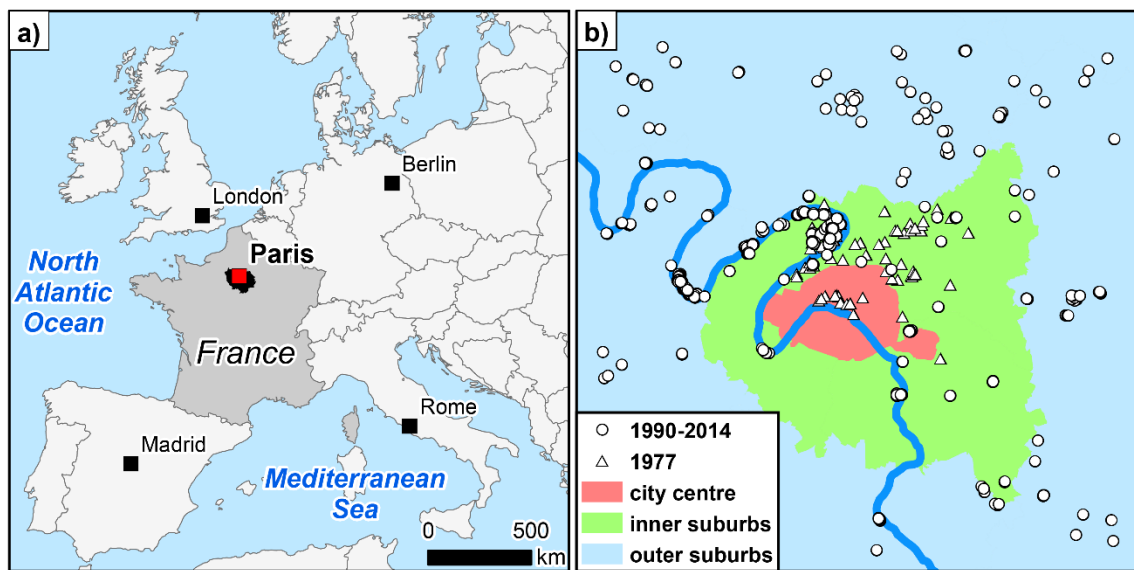 a)
Berlin
London
Paris
North
Atlantic
Ocean
France
Rome
Madrid
Mediterranean
Sea
0 500
km
b)
1990-2014
1977
city centre
inner suburbs
outer suburbs